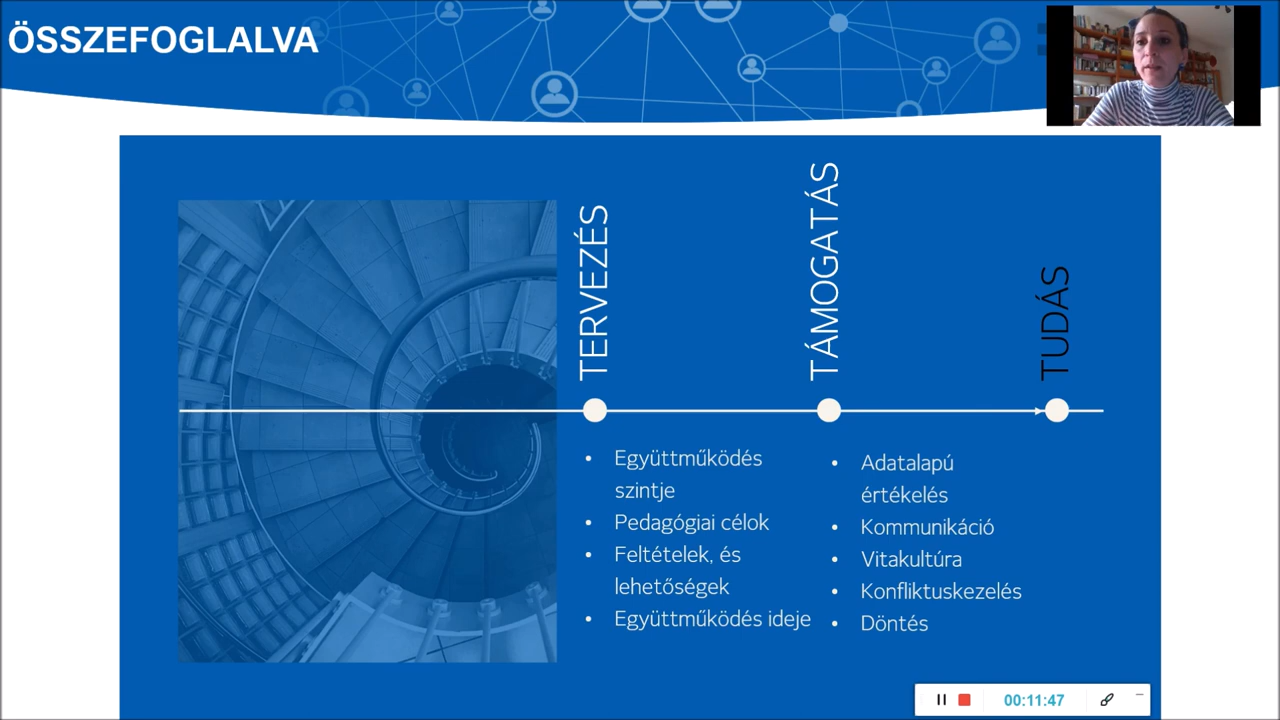 ÖSSZEFOGLALVA
TERVEZÉS
TÁMOGATÁS
TUDÁS
• Együttműködés
szintje
• Pedagógiai célok
• Feltételek, és
lehetőségek
• Együttműködés ideje
• Adatalapú
értékelés
• Kommunikáció
• Vitakultúra
• Konfliktuskezelés
• Döntés
00:11:47